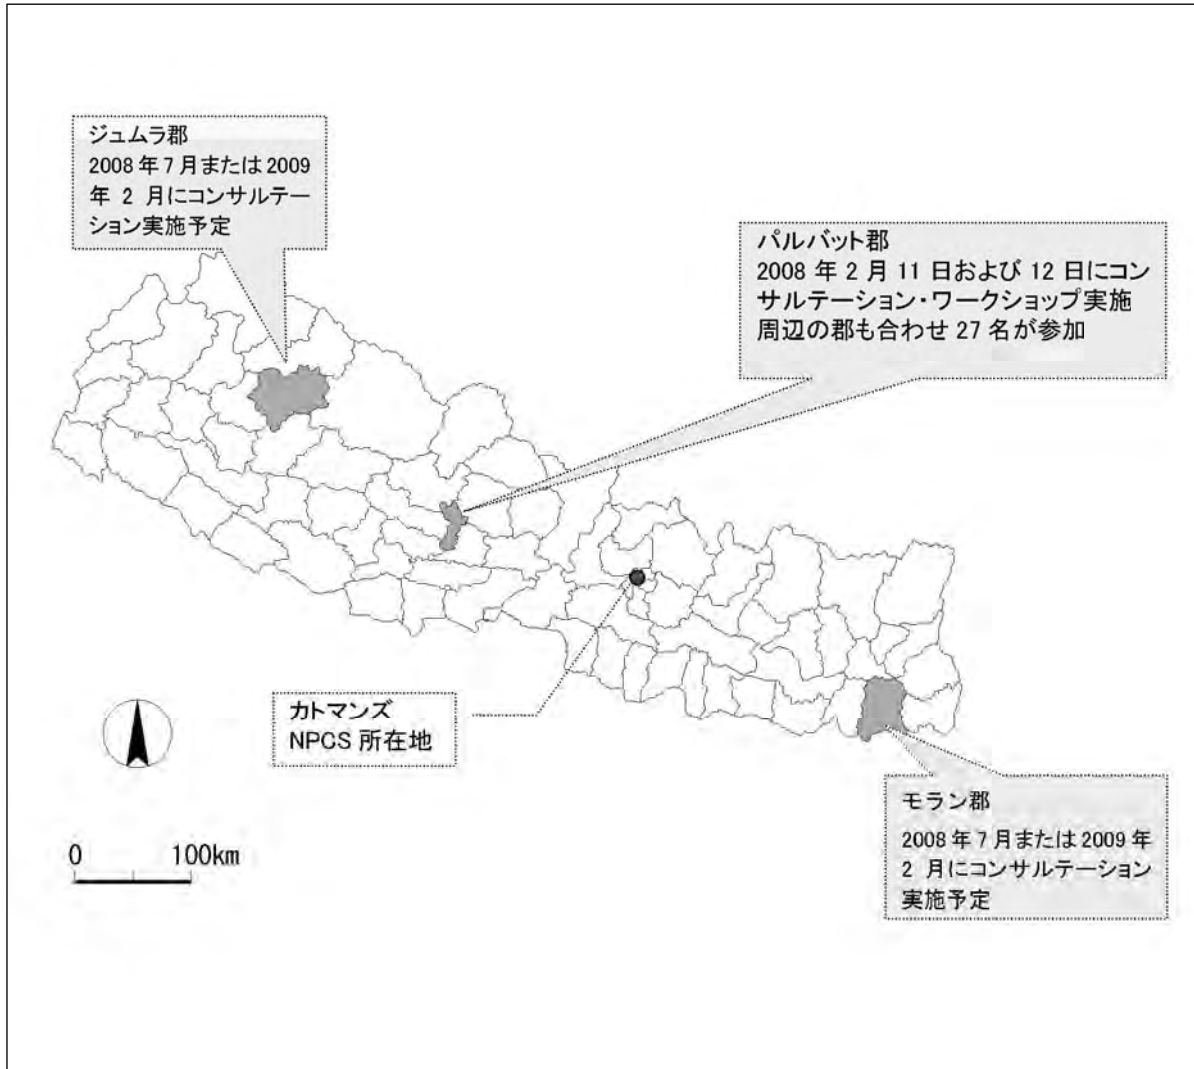 ジュムラ郡
2008 年 7 月または 2009
年 2 月にコンサルテー
ション実施予定
パルバット郡
2008 年 2 月 11 日および 12 日にコン
サルテーション・ワークショップ実施
周辺の郡も合わせ 27 名が参加
カトマンズ
NPCS 所在地
モラン郡
2008 年 7 月または 2009 年
2 月にコンサルテーション
実施予定
0 100km